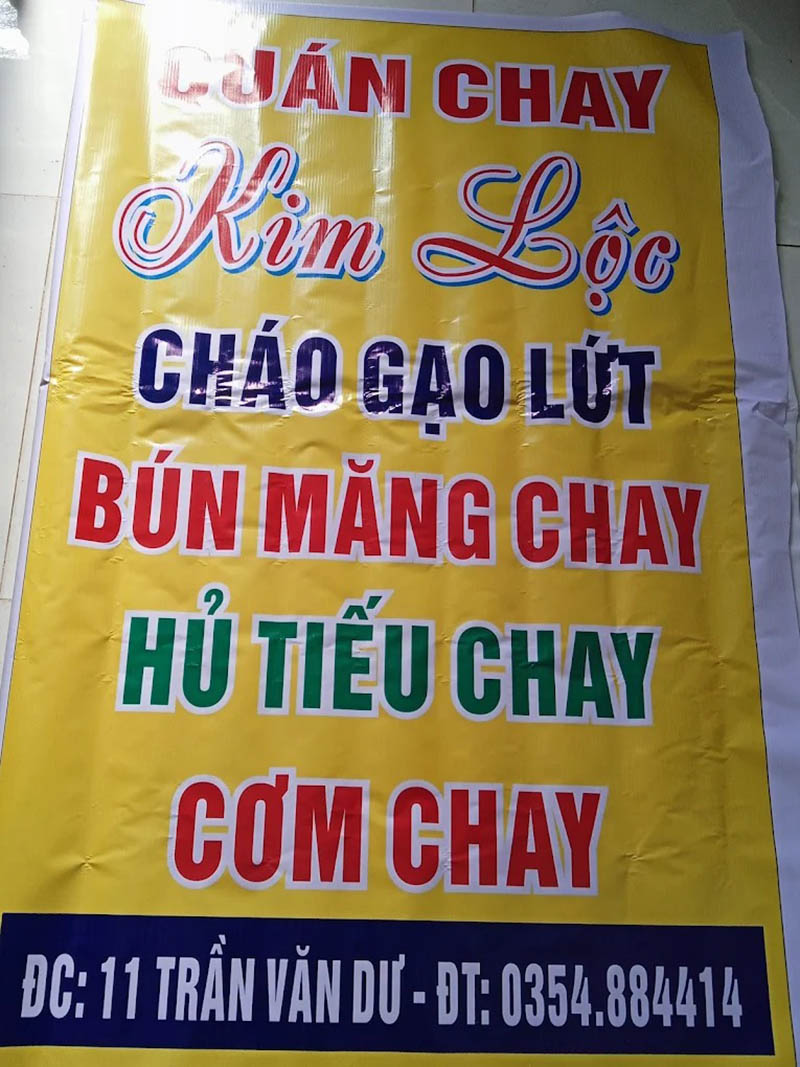 QUÁN CHAY
Kim Lộc
CHÁO GẠO LỨT
BÚN MĂNG CHAY
HỦ TIẾU CHAY
CƠM CHAY
ĐC: 11 TRẦN VĂN DƯ - ĐT: 0354.884414